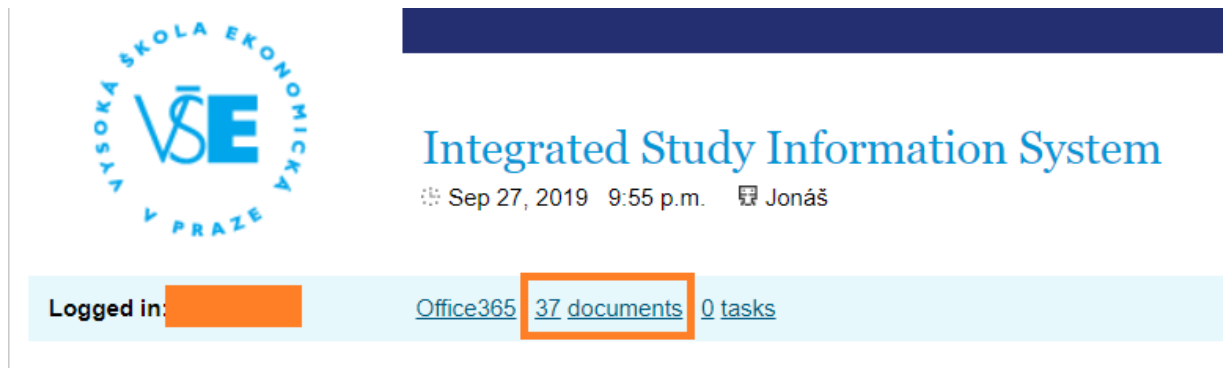 VYSOKÁ ŠKOLA EKONOMICKÁ V PRAZE
VŠE
Integrated Study Information System
Sep 27, 2019 9:55 p.m. Jonáš
Logged in: Office365 37 documents 0 tasks